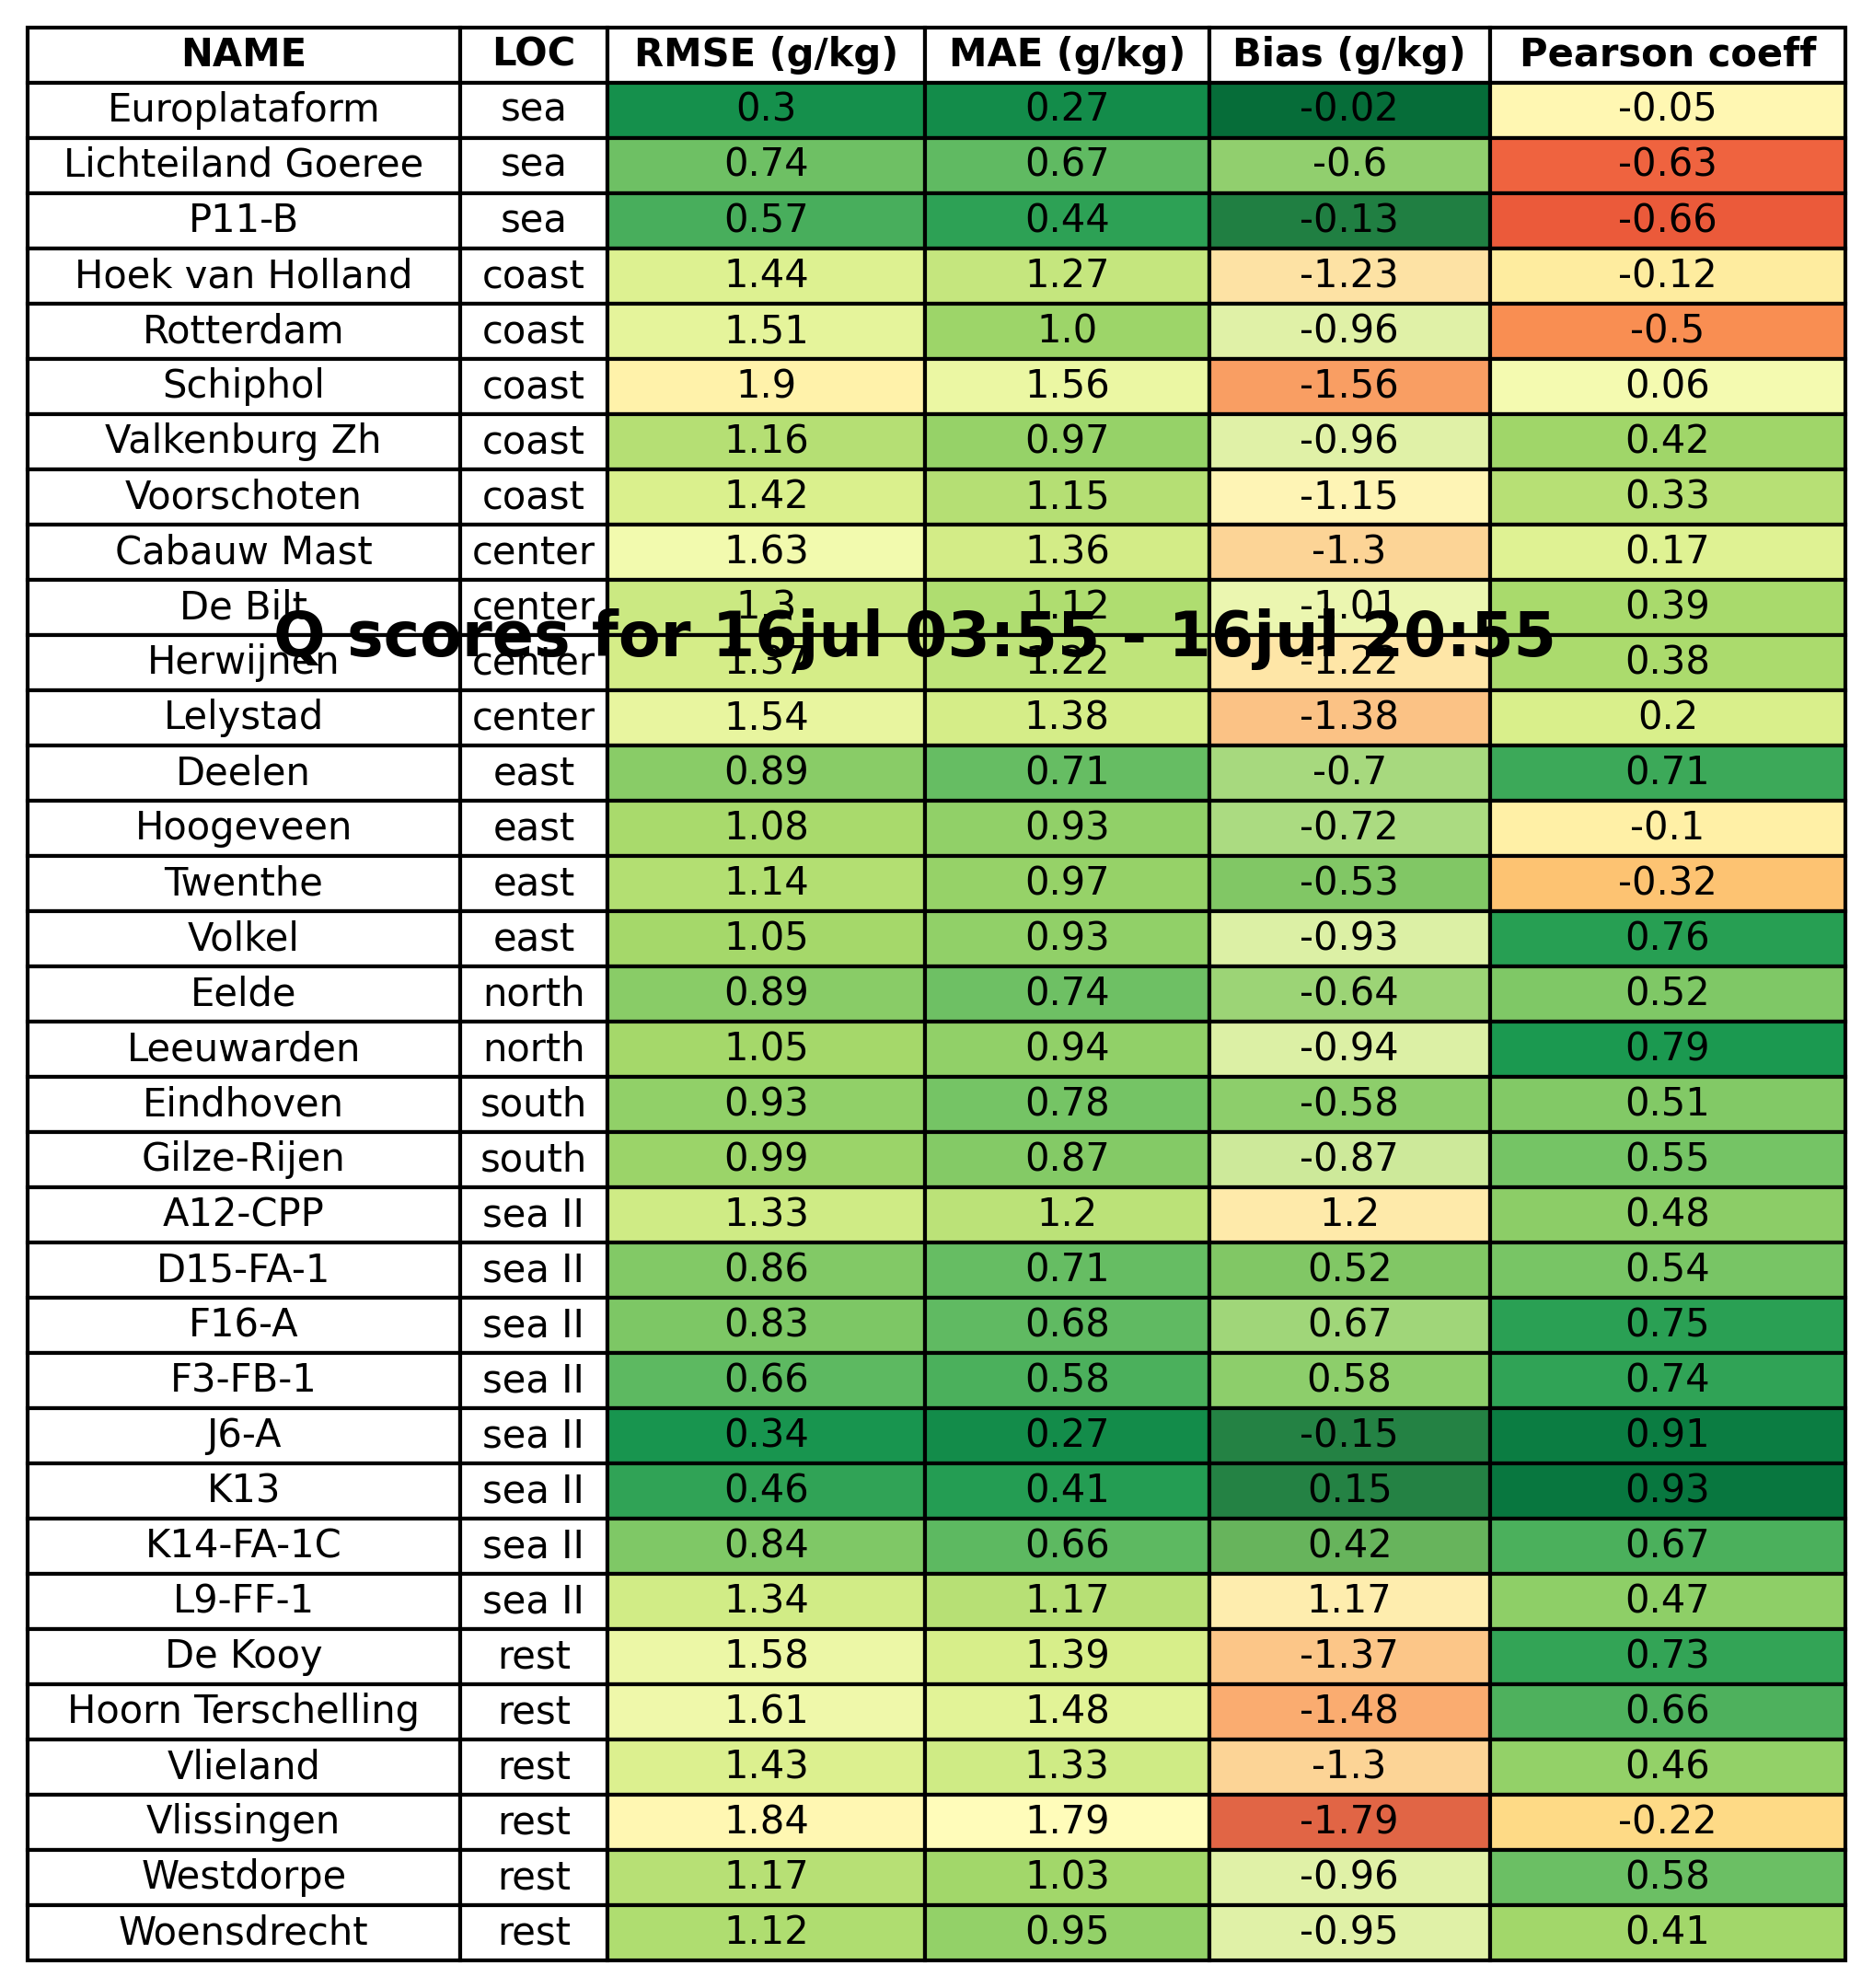 NAME LOC RMSE (g/kg) MAE (g/kg) Bias (g/kg) Pearson coeff
Europlataform sea 0.3 0.27 -0.02 -0.05
Lichteiland Goeree sea 0.74 0.67 -0.6 -0.63
P11-B sea 0.57 0.44 -0.13 -0.66
Hoek van Holland coast 1.44 1.27 -1.23 -0.12
Rotterdam coast 1.51 1.0 -0.96 -0.5
Schiphol coast 1.9 1.56 -1.56 0.06
Valkenburg Zh coast 1.16 0.97 -0.96 0.42
Voorschoten coast 1.42 1.15 -1.15 0.33
Cabauw Mast center 1.63 1.36 -1.3 0.17
De Bilt center 1.3 1.12 -1.01 0.39
Q scores for 16jul 03:55 - 16jul 20:55
Herwijnen center 1.37 1.22 -1.22 0.38
Lelystad center 1.54 1.38 -1.38 0.2
Deelen east 0.89 0.71 -0.7 0.71
Hoogeveen east 1.08 0.93 -0.72 -0.1
Twenthe east 1.14 0.97 -0.53 -0.32
Volkel east 1.05 0.93 -0.93 0.76
Eelde north 0.89 0.74 -0.64 0.52
Leeuwarden north 1.05 0.94 -0.94 0.79
Eindhoven south 0.93 0.78 -0.58 0.51
Gilze-Rijen south 0.99 0.87 -0.87 0.55
A12-CPP sea II 1.33 1.2 1.2 0.48
D15-FA-1 sea II 0.86 0.71 0.52 0.54
F16-A sea II 0.83 0.68 0.67 0.75
F3-FB-1 sea II 0.66 0.58 0.58 0.74
J6-A sea II 0.34 0.27 -0.15 0.91
K13 sea II 0.46 0.41 0.15 0.93
K14-FA-1C sea II 0.84 0.66 0.42 0.67
L9-FF-1 sea II 1.34 1.17 1.17 0.47
De Kooy rest 1.58 1.39 -1.37 0.73
Hoorn Terschelling rest 1.61 1.48 -1.48 0.66
Vlieland rest 1.43 1.33 -1.3 0.46
Vlissingen rest 1.84 1.79 -1.79 -0.22
Westdorpe rest 1.17 1.03 -0.96 0.58
Woensdrecht rest 1.12 0.95 -0.95 0.41